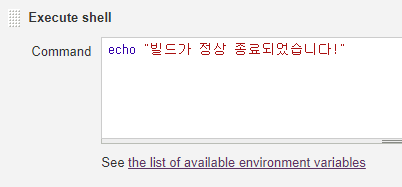 Execute shell
Command
echo "빌드가 정상 종료되었습니다!"
See the list of available environment variables